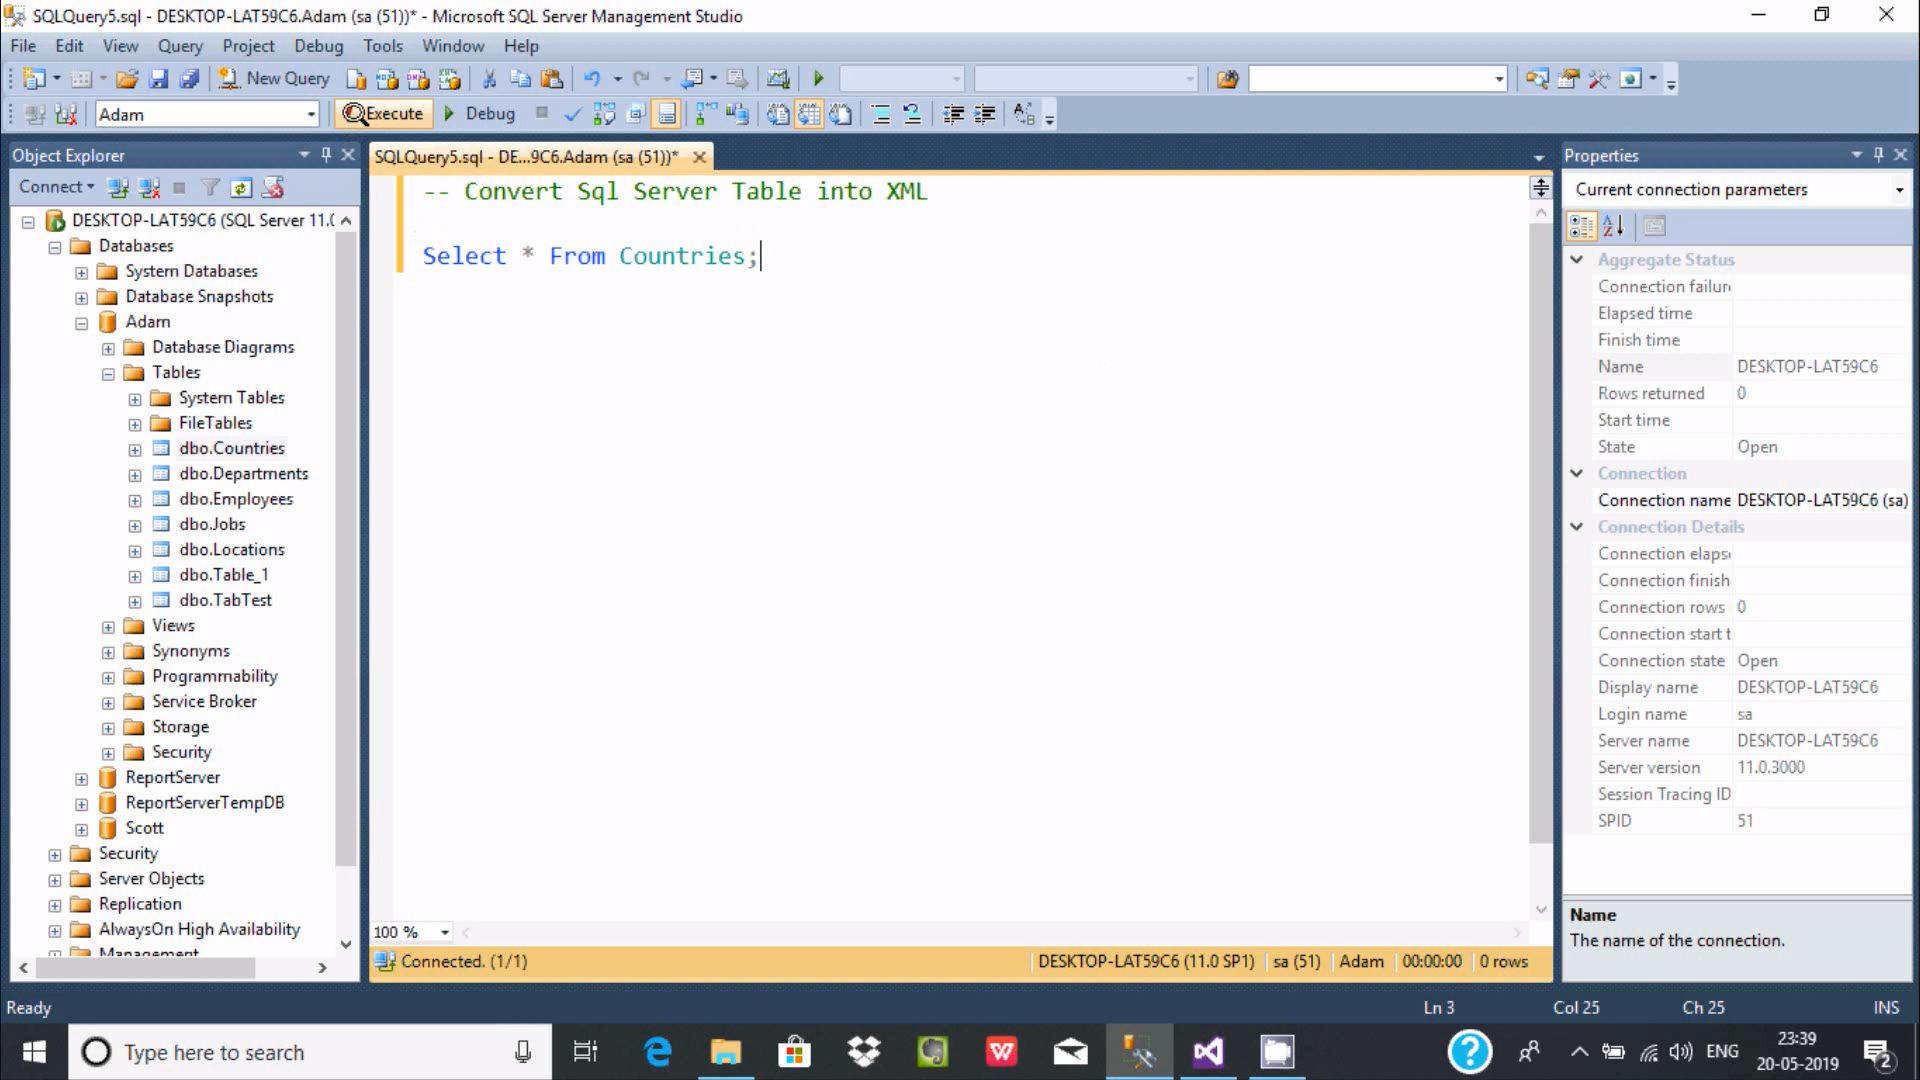 SQLQuery5.sql - DESKTOP-LAT59C6.Adam (sa (51))* - Microsoft SQL Server Management Studio
File Edit View Query Project Debug Tools Window Help
New Query
Adam Execute Debug
Object Explorer
Connect
DESKTOP-LAT59C6 (SQL Server 11.0
Databases
System Databases
Database Snapshots
Adam
Database Diagrams
Tables
System Tables
FileTables
dbo.Countries
dbo.Departments
dbo.Employees
dbo.Jobs
dbo.Locations
dbo.Table_1
dbo.TabTest
Views
Synonyms
Programmability
Service Broker
Storage
Security
ReportServer
ReportServerTempDB
Scott
Security
Server Objects
Replication
AlwaysOn High Availability
Management
SQLQuery5.sql - DE...9C6.Adam (sa (51))*
-- Convert Sql Server Table into XML
Select * From Countries;
100 %
Connected. (1/1) DESKTOP-LAT59C6 (11.0 SP1) sa (51) Adam 00:00:00 0 rows
Properties
Current connection parameters
Aggregate Status
Connection failure
Elapsed time
Finish time
Name DESKTOP-LAT59C6
Rows returned 0
Start time
State Open
Connection
Connection name DESKTOP-LAT59C6 (sa)
Connection Details
Connection elapse
Connection finish
Connection rows 0
Connection start t
Connection state Open
Display name DESKTOP-LAT59C6
Login name sa
Server name DESKTOP-LAT59C6
Server version 11.0.3000
Session Tracing ID
SPID 51
Name
The name of the connection.
Ready Ln 3 Col 25 Ch 25 INS
Type here to search
ENG
23:39
20-05-2019
2